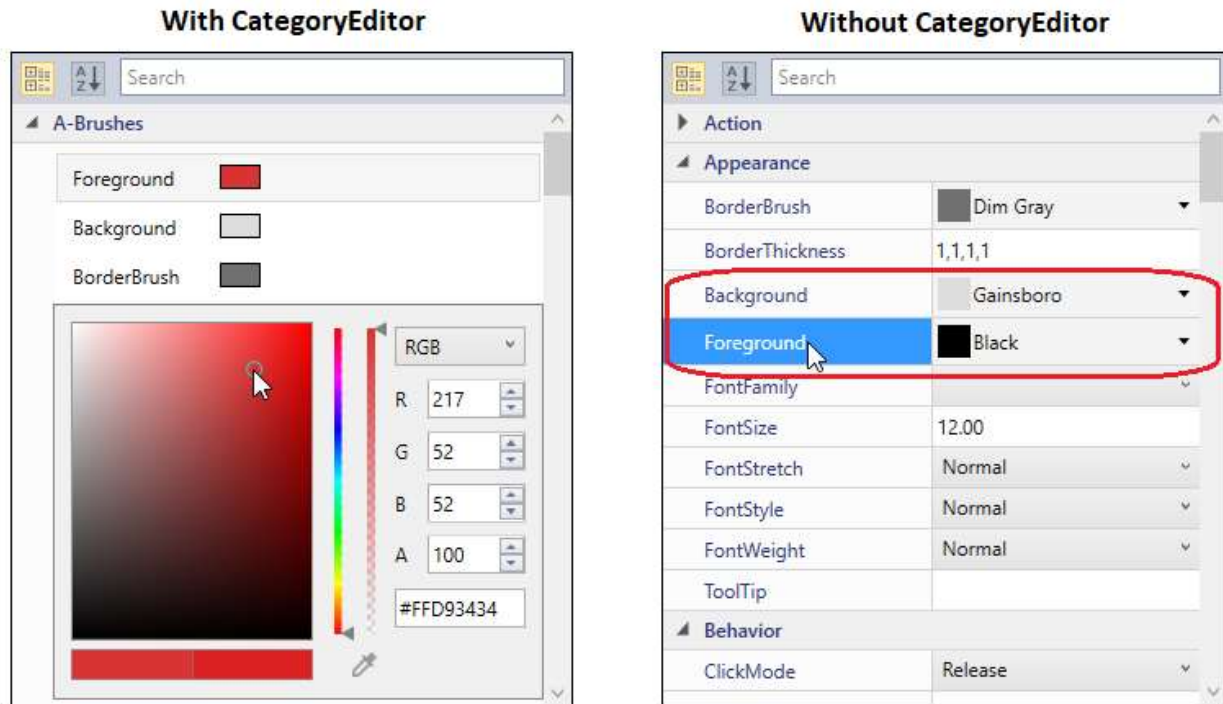 With CategoryEditor
A
Z
Search
A-Brushes
Foreground
Background
BorderBrush
RGB
R 217
G 52
B 52
A 100
#FFD93434
Without CategoryEditor
A
Z
Search
Action
Appearance
BorderBrush Dim Gray
BorderThickness 1,1,1,1
Background Gainsboro
Foreground Black
FontFamily
FontSize 12.00
FontStretch Normal
FontStyle Normal
FontWeight Normal
ToolTip
Behavior
ClickMode Release